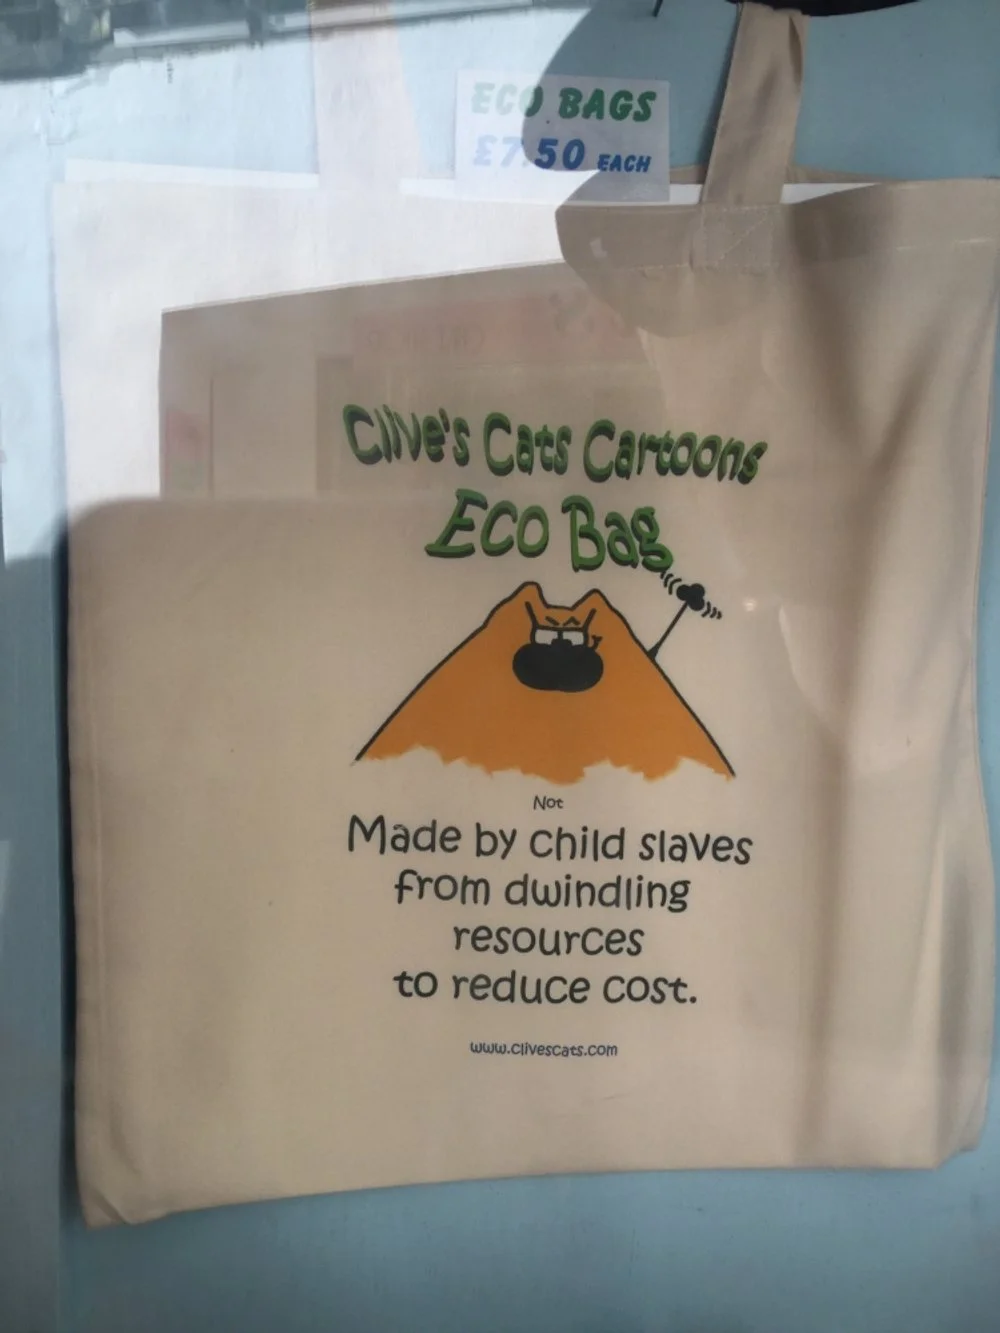 ECO BAGS
£7.50 EACH
Clive's Cats Cartoons
Eco Bag
Not
Made by child slaves
from dwindling
resources
to reduce cost.
www.clivescats.com